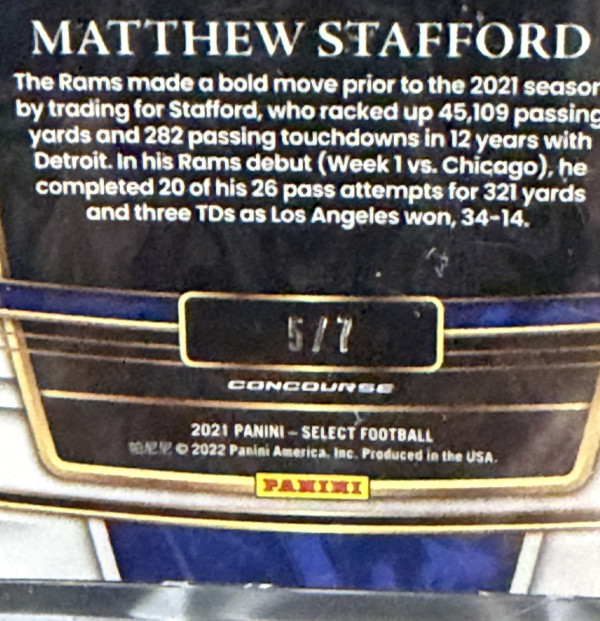 MATTHEW STAFFORD
The Rams made a bold move prior to the 2021 season
by trading for Stafford, who racked up 45,109 passing
yards and 282 passing touchdowns in 12 years with
Detroit. In his Rams debut (Week 1 vs. Chicago), he
completed 20 of his 26 pass attempts for 321 yards
and three TDs as Los Angeles won, 34-14.
5/7
CONCOURSE
2021 PANINI – SELECT FOOTBALL
© 2022 Panini America, Inc. Produced in the USA.
PANINI